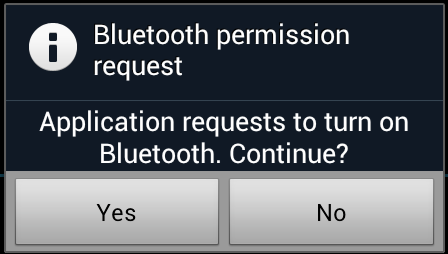 Bluetooth permission
request
Application requests to turn on
Bluetooth. Continue?
Yes
No